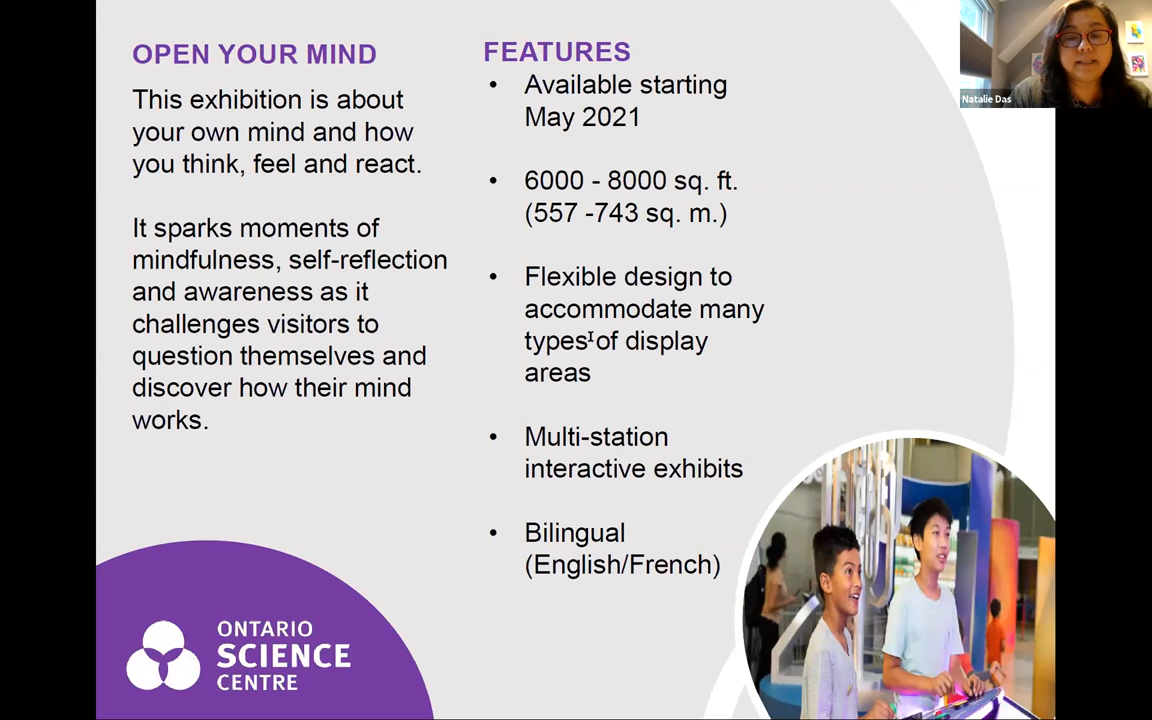 OPEN YOUR MIND
This exhibition is about
your own mind and how
you think, feel and react.
It sparks moments of
mindfulness, self-reflection
and awareness as it
challenges visitors to
question themselves and
discover how their mind
works.
FEATURES
• Available starting
May 2021
• 6000 - 8000 sq. ft.
(557 -743 sq. m.)
• Flexible design to
accommodate many
types of display
areas
• Multi-station
interactive exhibits
• Bilingual
(English/French)
Natalie Das
ONTARIO
SCIENCE
CENTRE